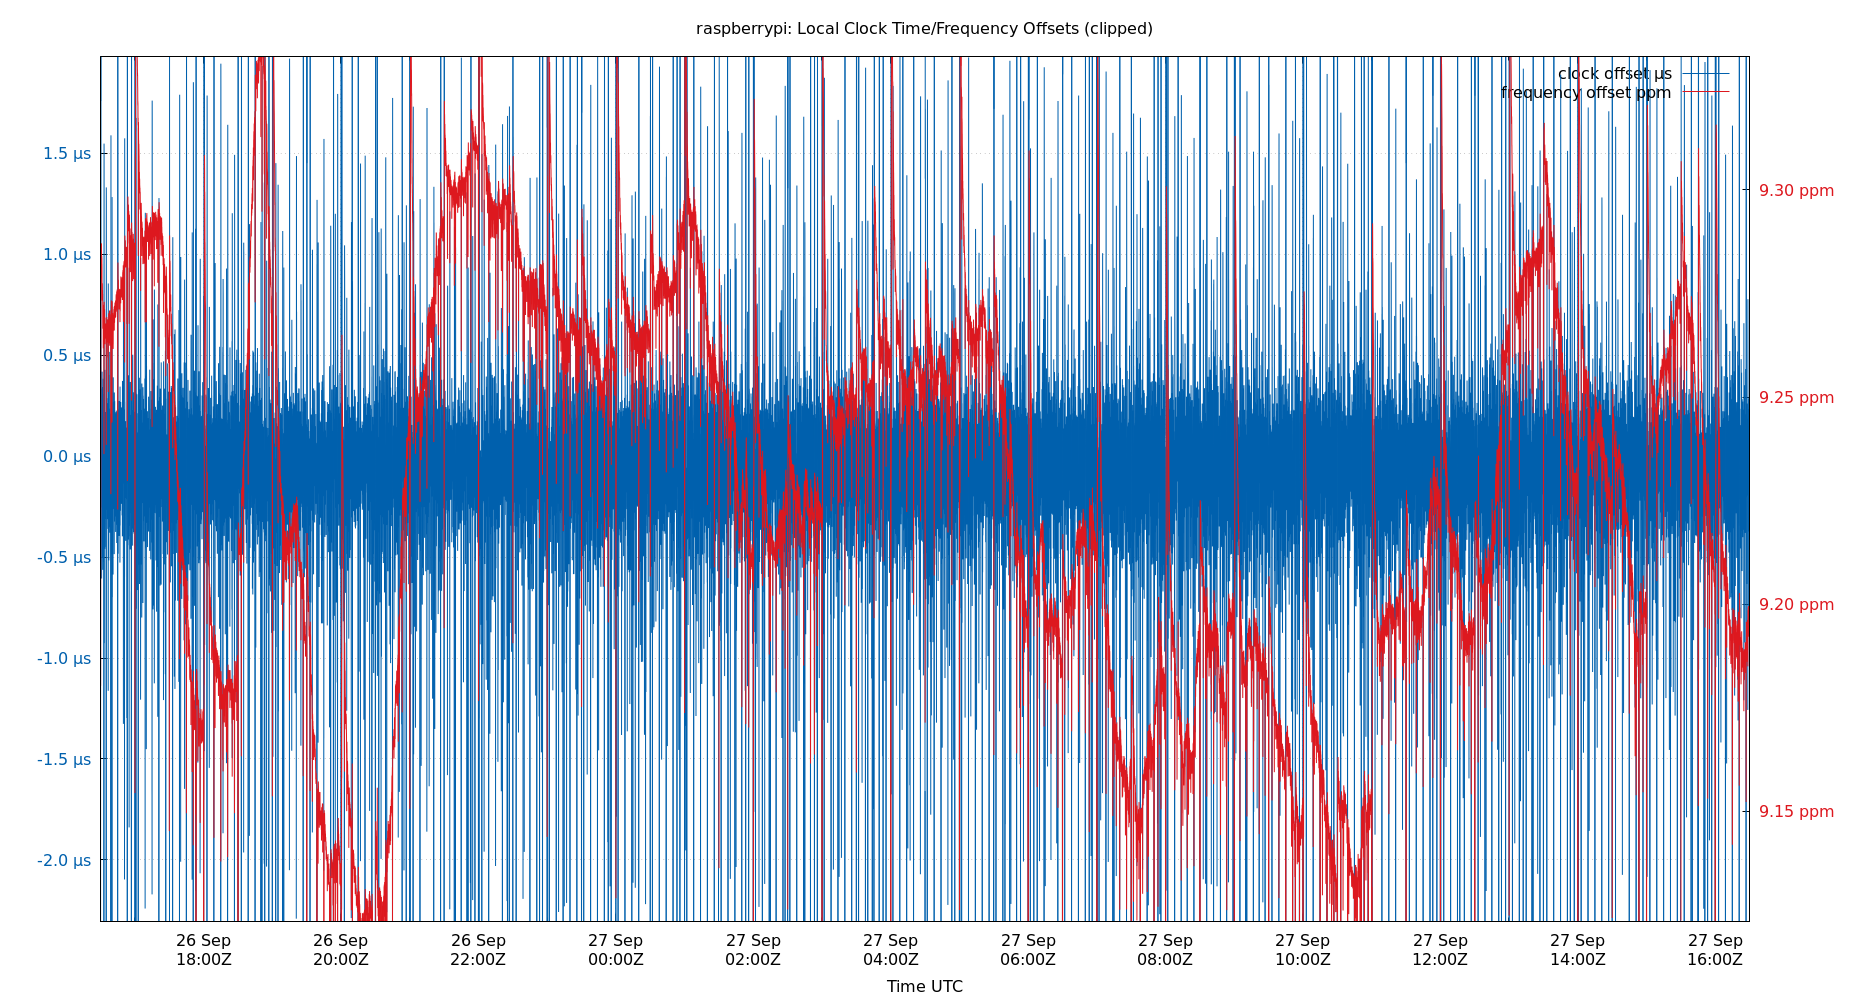 raspberrypi: Local Clock Time/Frequency Offsets (clipped)
clock offset µs
frequency offset ppm
1.5 µs
1.0 µs
0.5 µs
0.0 µs
-0.5 µs
-1.0 µs
-1.5 µs
-2.0 µs
9.30 ppm
9.25 ppm
9.20 ppm
9.15 ppm
26 Sep
18:00Z
26 Sep
20:00Z
26 Sep
22:00Z
27 Sep
00:00Z
27 Sep
02:00Z
27 Sep
04:00Z
27 Sep
06:00Z
27 Sep
08:00Z
27 Sep
10:00Z
27 Sep
12:00Z
27 Sep
14:00Z
27 Sep
16:00Z
Time UTC